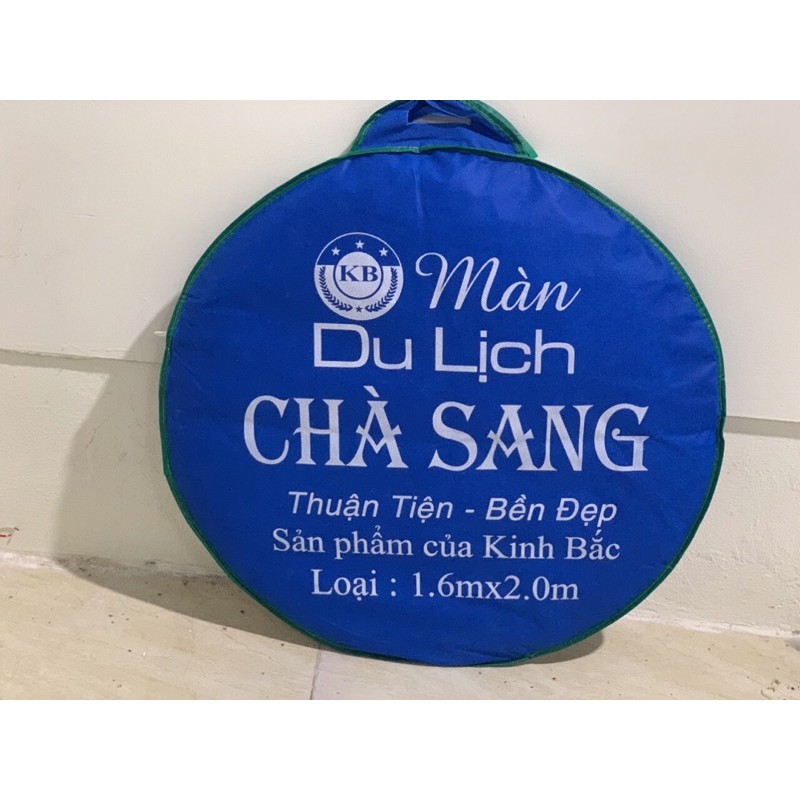 KB Màn
Du Lịch
CHÀ SANG
Thuận Tiện - Bền Đẹp
Sản phẩm của Kinh Bắc
Loại : 1.6mx2.0m